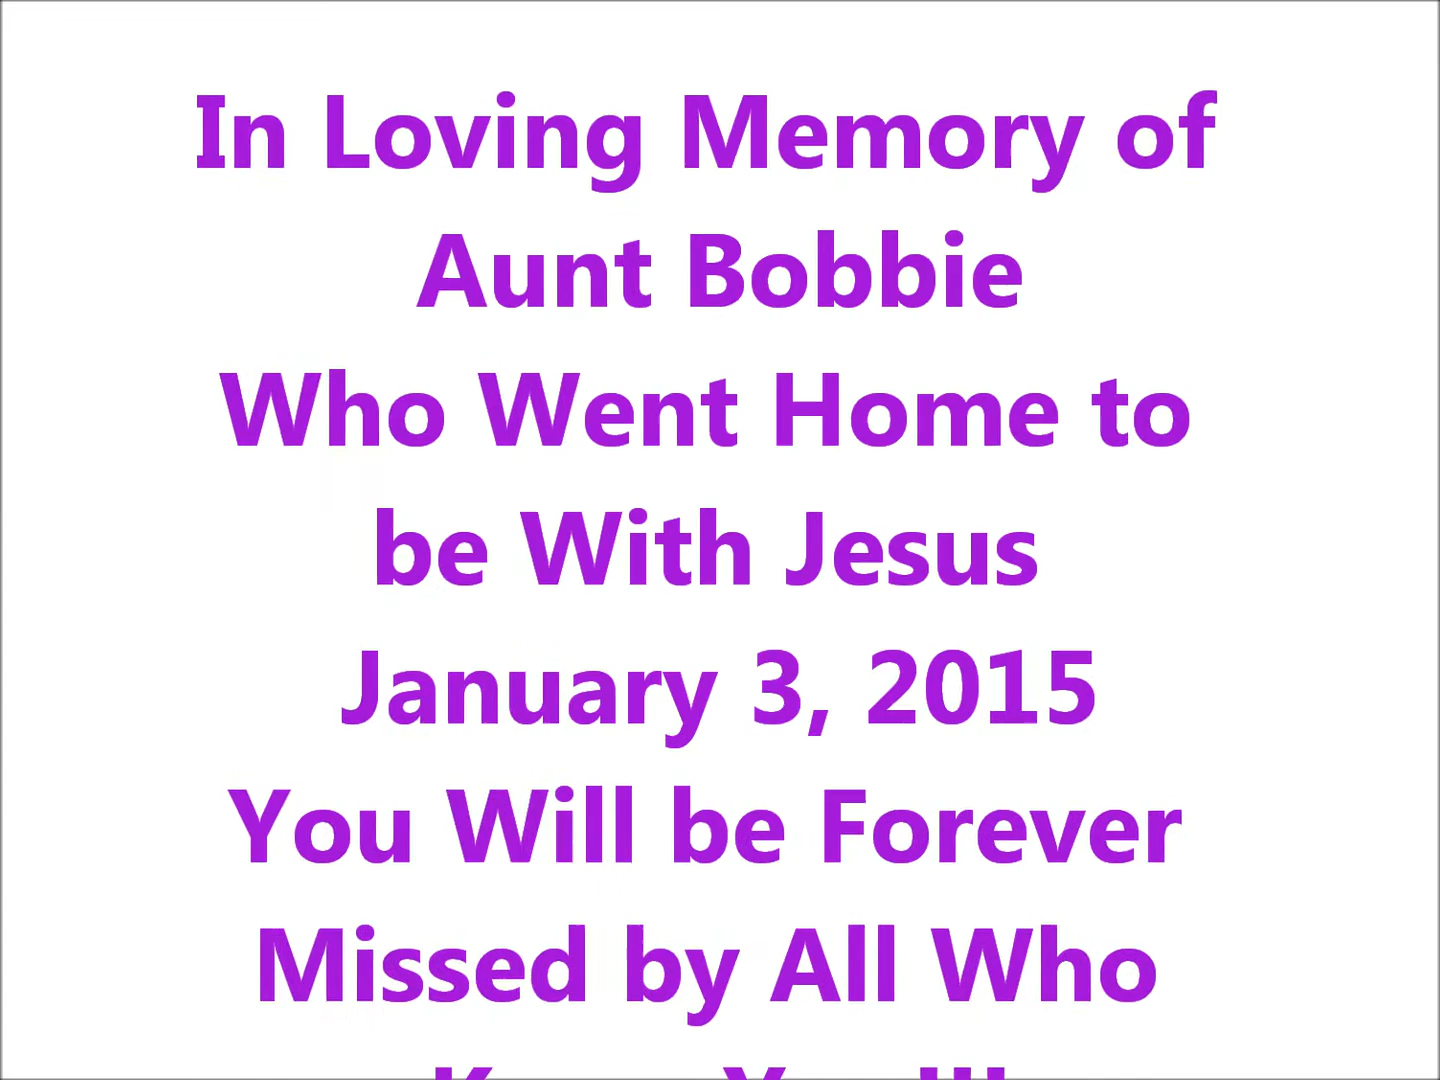 In Loving Memory of
Aunt Bobbie
Who Went Home to
be With Jesus
January 3, 2015
You Will be Forever
Missed by All Who